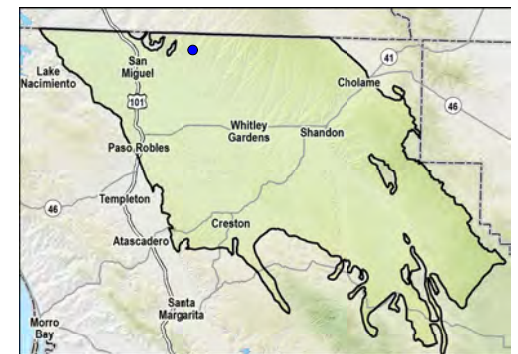 Lake
Nacimiento
San
Miguel
101
41
Cholame
46
Whitley
Gardens
Shandon
Paso Robles
Templeton
46
Creston
Atascadero
Santa
Margarita
Morro
Bay